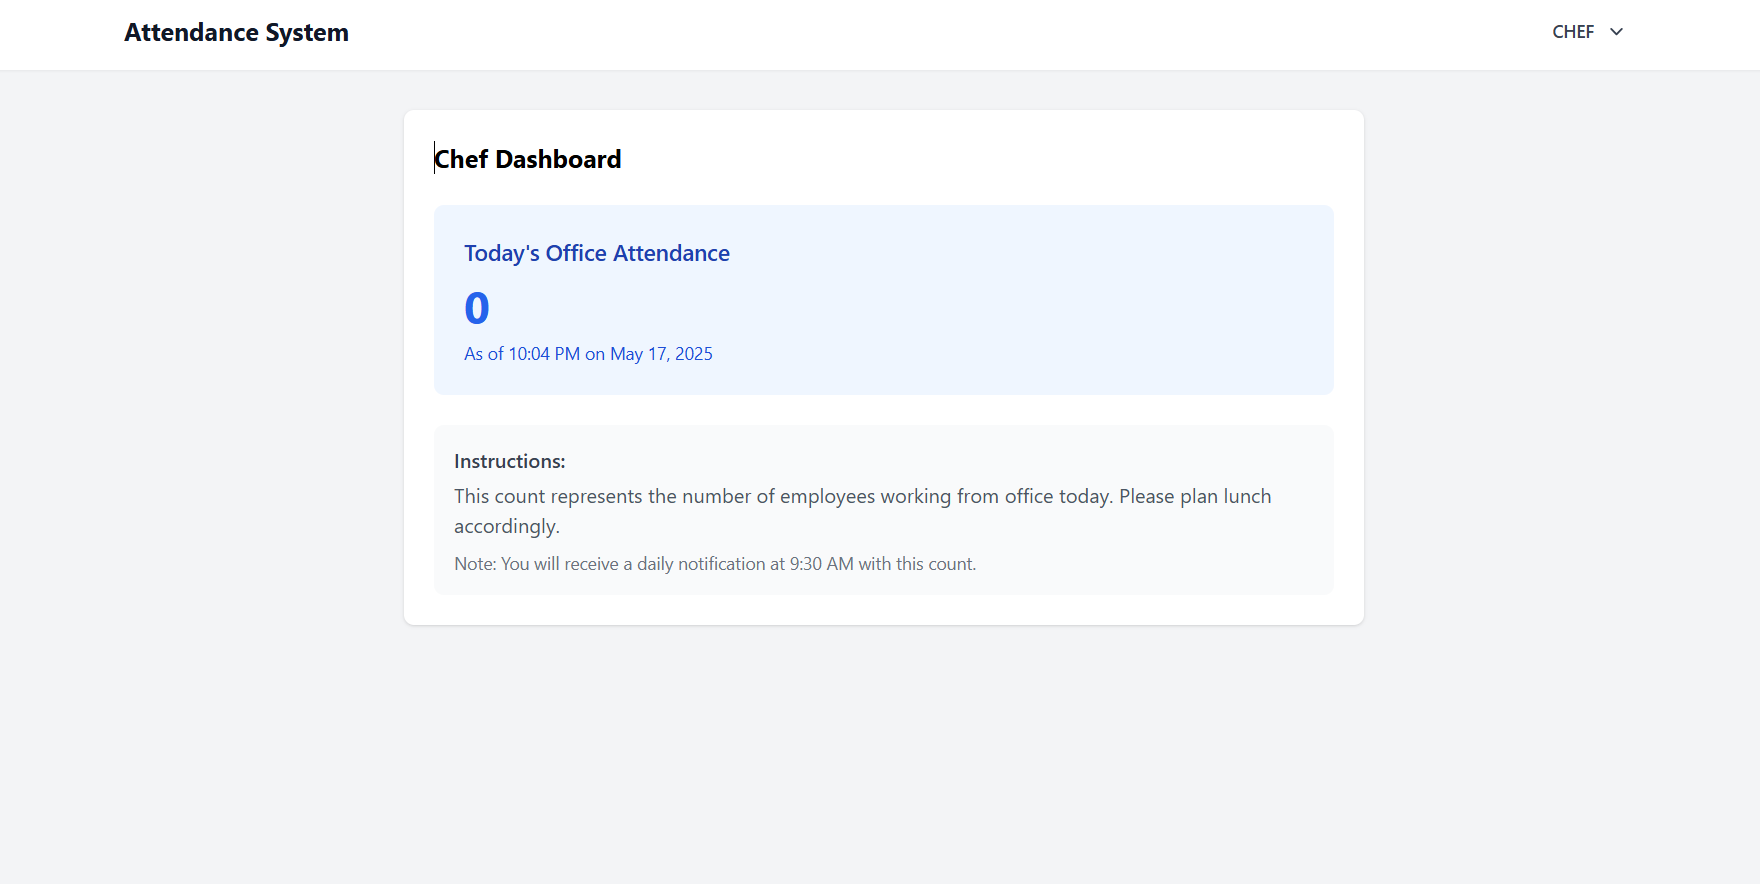 Attendance System
CHEF
Chef Dashboard
Today's Office Attendance
0
As of 10:04 PM on May 17, 2025
Instructions:
This count represents the number of employees working from office today. Please plan lunch
accordingly.
Note: You will receive a daily notification at 9:30 AM with this count.